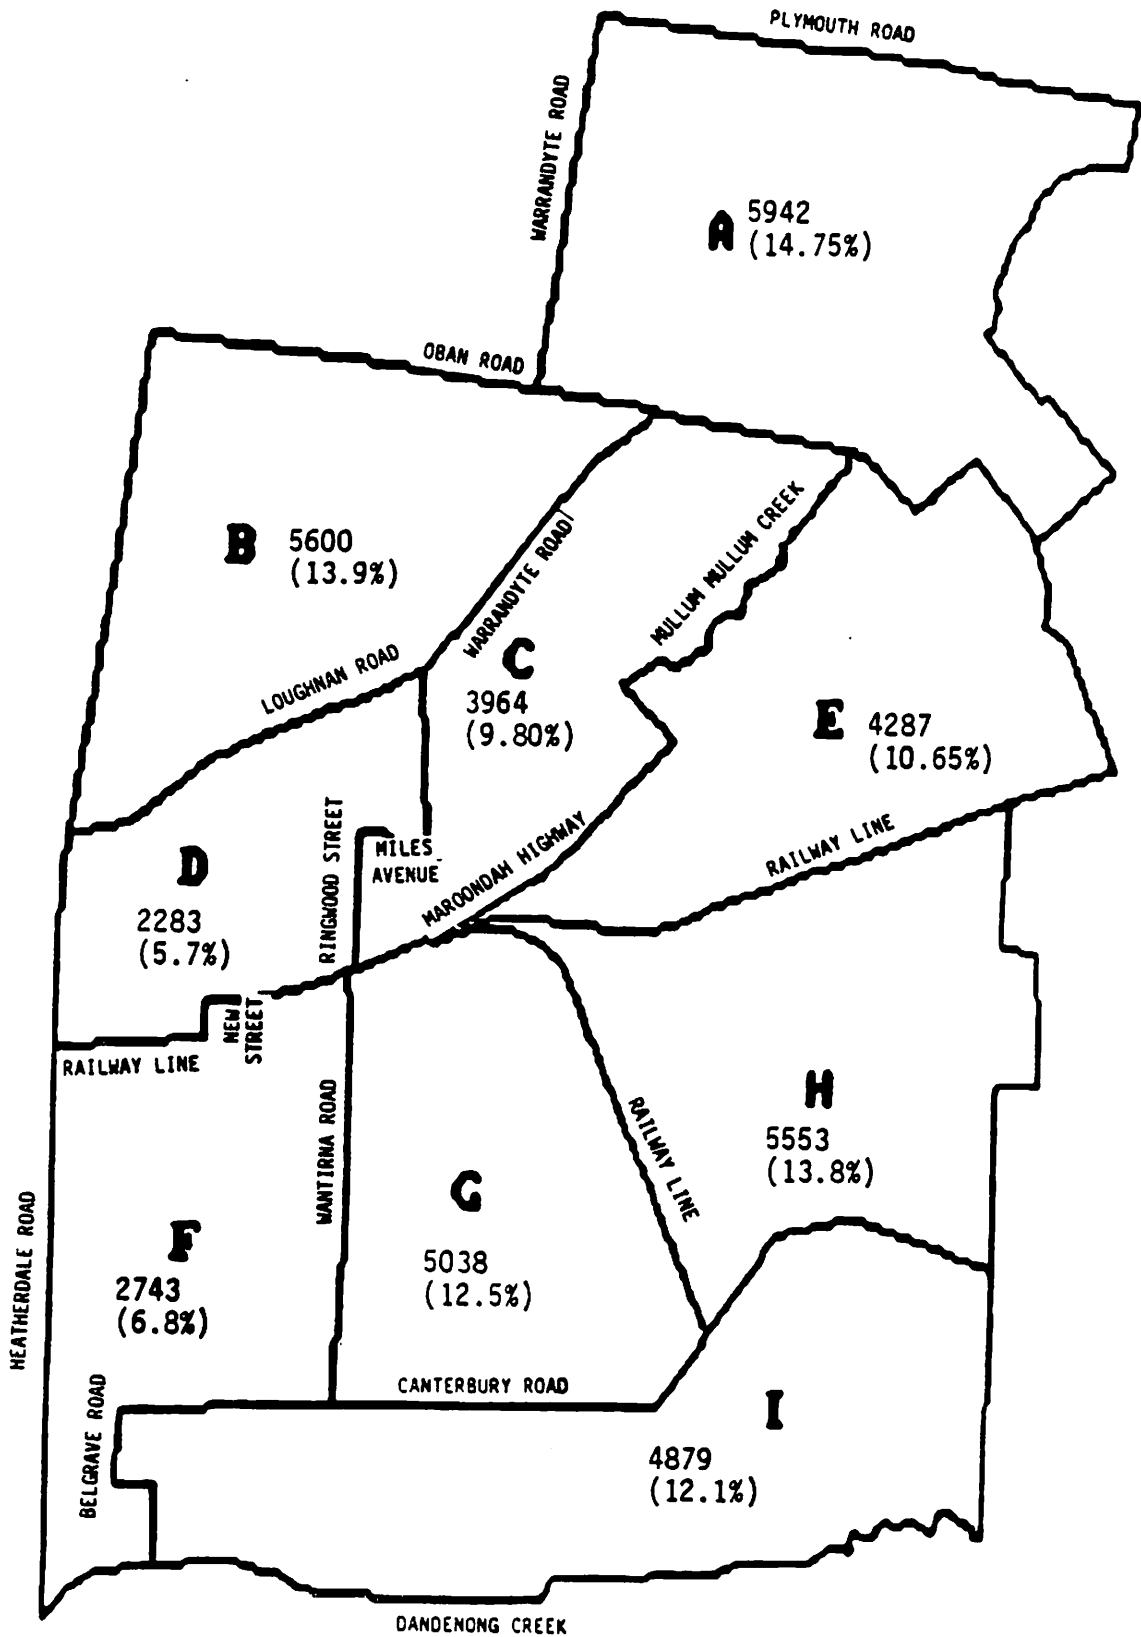 PLYMOUTH ROAD
WARRANDYTE ROAD
A 5942
(14.75%)
OBAN ROAD
B 5600
(13.9%)
WARRANDYTE ROAD
MULLUM MULLUM CREEK
C
3964
(9.80%)
LOUGHNAN ROAD
E 4287
(10.65%)
RINGWOOD STREET
MILES
AVENUE
MAROONDAH HIGHWAY
RAILWAY LINE
D
2283
(5.7%)
NEW
STREET
RAILWAY LINE
WANTIRNA ROAD
RAILWAY LINE
H
5553
(13.8%)
HEATHERDALE ROAD
F
2743
(6.8%)
G
5038
(12.5%)
BELGRAVE ROAD
CANTERBURY ROAD
I
4879
(12.1%)
DANDENONG CREEK